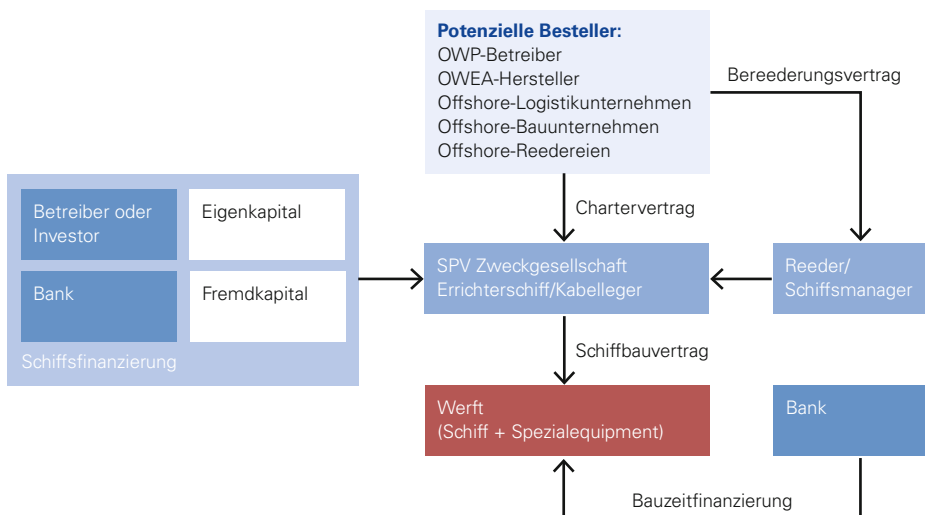 Potenzielle Besteller:
OWP-Betreiber
OWEA-Hersteller
Offshore-Logistikunternehmen
Offshore-Bauunternehmen
Offshore-Reedereien
Bereederungsvertrag
Chartervertrag
Betreiber oder
Investor
Eigenkapital
Bank
Fremdkapital
Schiffsfinanzierung
SPV Zweckgesellschaft
Errichterschiff/Kabelleger
Reeder/
Schiffsmanager
Schiffbauvertrag
Werft
(Schiff + Spezialequipment)
Bank
Bauzeitfinanzierung